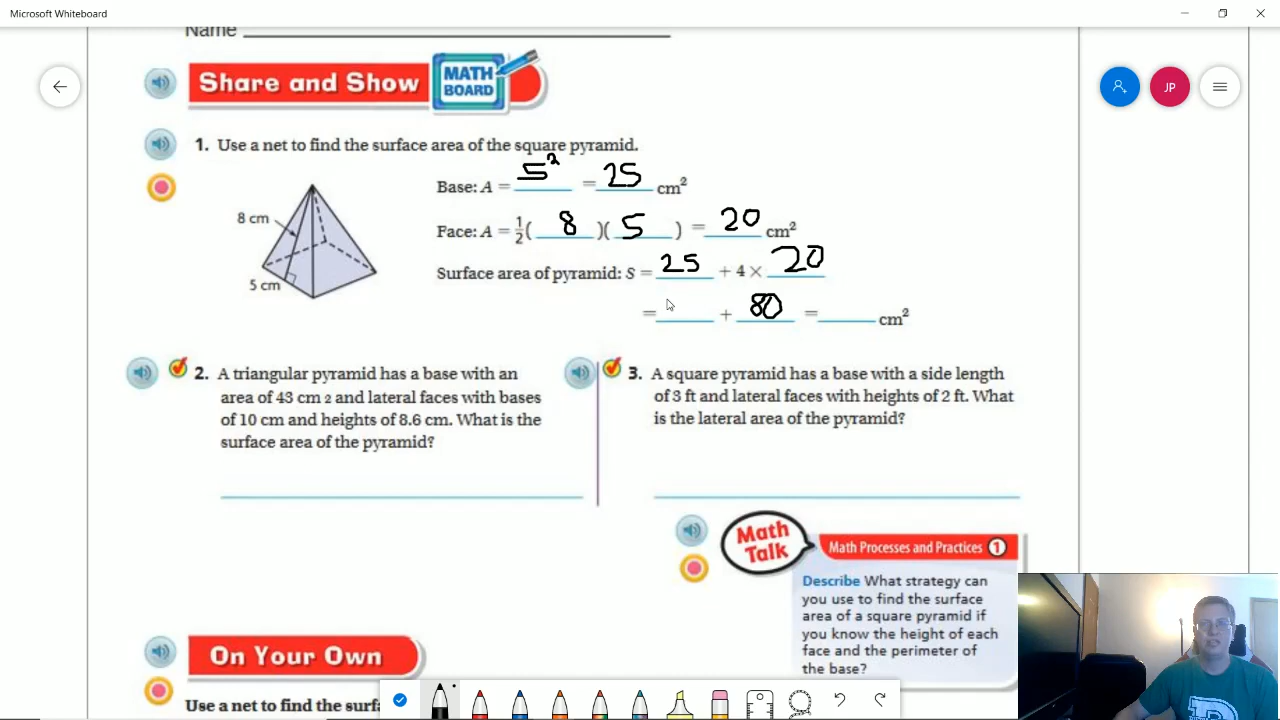 Microsoft Whiteboard
Name
Share and Show
MATH BOARD
JP
1. Use a net to find the surface area of the square pyramid.
8 cm
5 cm
Base: A = 5² = 25 cm²
Face: A = ½( 8 )( 5 ) = 20 cm²
Surface area of pyramid: S = 25 + 4 × 20
= + 80 = cm²
2. A triangular pyramid has a base with an
area of 43 cm 2 and lateral faces with bases
of 10 cm and heights of 8.6 cm. What is the
surface area of the pyramid?
3. A square pyramid has a base with a side length
of 3 ft and lateral faces with heights of 2 ft. What
is the lateral area of the pyramid?
Math
Talk
Math Processes and Practices 1
Describe What strategy can
you use to find the surface
area of a square pyramid if
you know the height of each
face and the perimeter of
the base?
On Your Own
Use a net to find the surfa